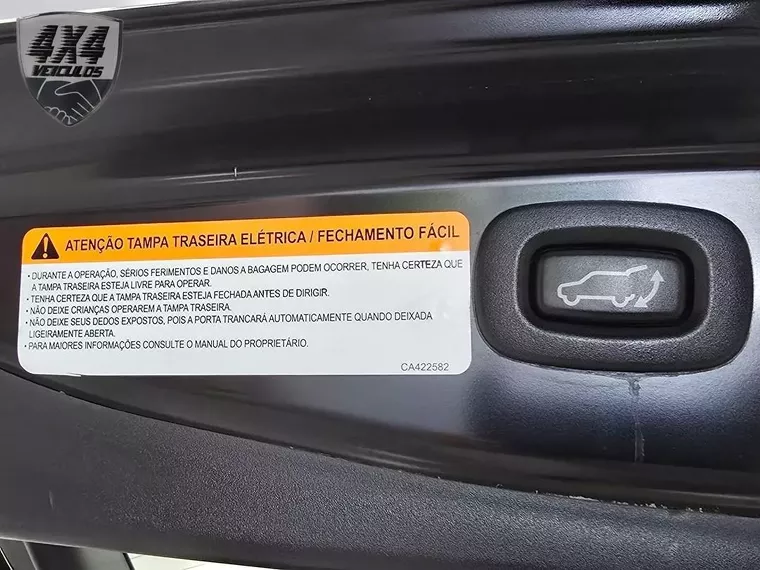 4X4
VEICULOS
ATENÇÃO TAMPA TRASEIRA ELÉTRICA / FECHAMENTO FÁCIL
• DURANTE A OPERAÇÃO, SÉRIOS FERIMENTOS E DANOS A BAGAGEM PODEM OCORRER, TENHA CERTEZA QUE
A TAMPA TRASEIRA ESTEJA LIVRE PARA OPERAR.
• TENHA CERTEZA QUE A TAMPA TRASEIRA ESTEJA FECHADA ANTES DE DIRIGIR.
• NÃO DEIXE CRIANÇAS OPERAREM A TAMPA TRASEIRA.
• NÃO DEIXE SEUS DEDOS EXPOSTOS, POIS A PORTA TRANCARÁ AUTOMATICAMENTE QUANDO DEIXADA
LIGEIRAMENTE ABERTA.
• PARA MAIORES INFORMAÇÕES CONSULTE O MANUAL DO PROPRIETÁRIO.
CA422582